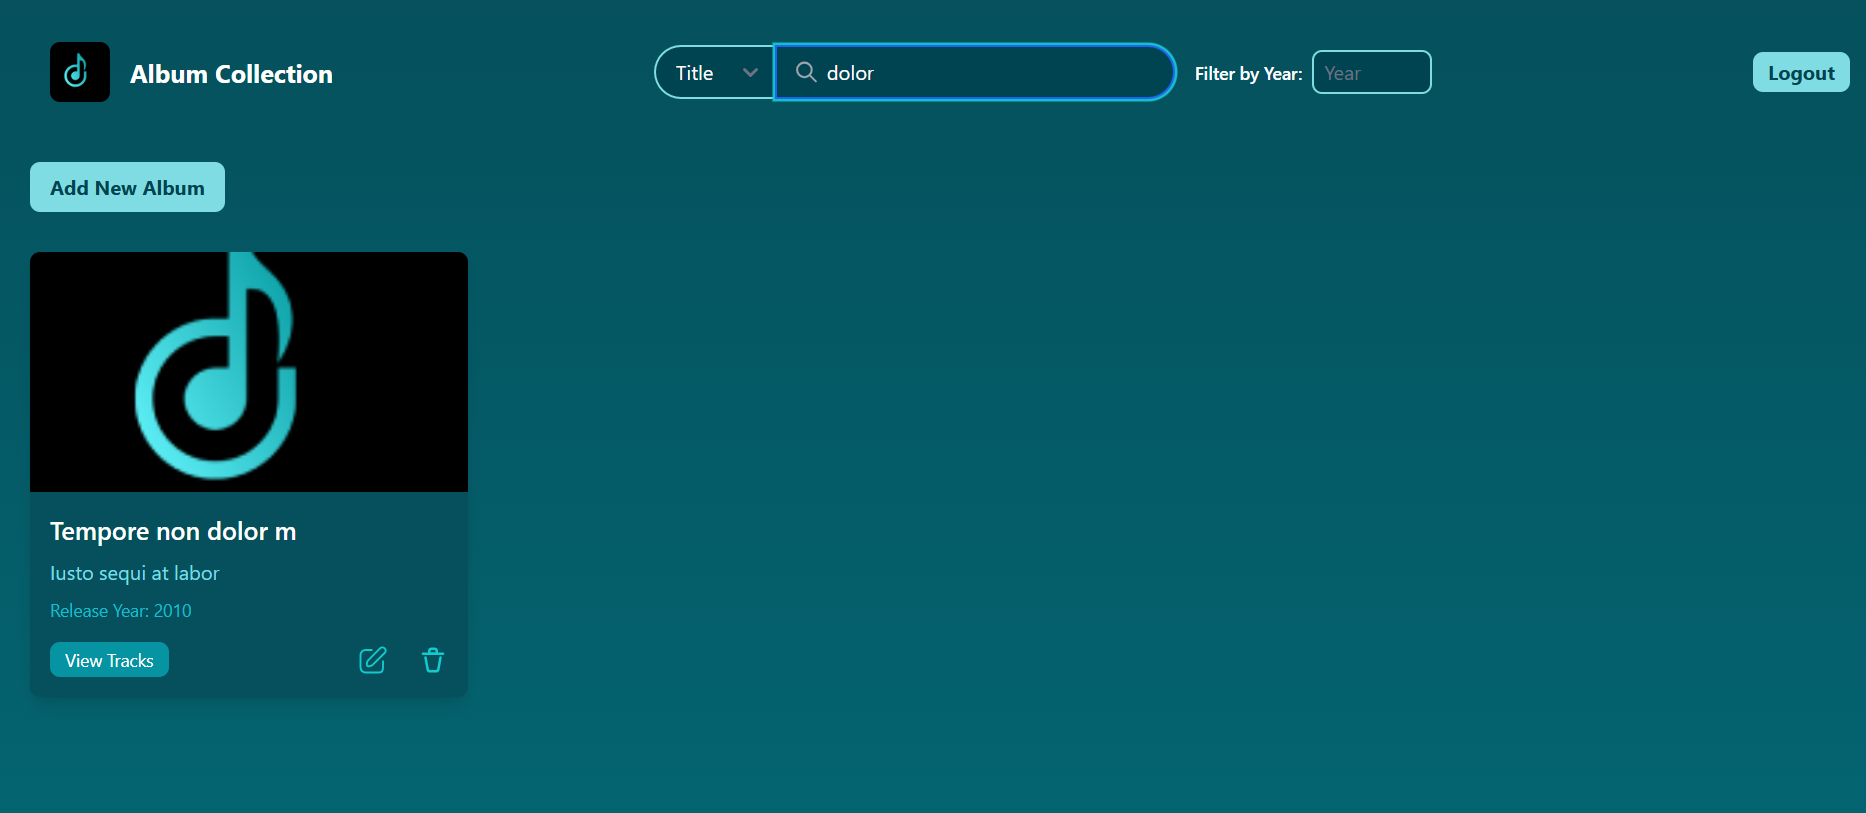 Album Collection
Title
dolor
Filter by Year:
Year
Logout
Add New Album
Tempore non dolor m
Iusto sequi at labor
Release Year: 2010
View Tracks